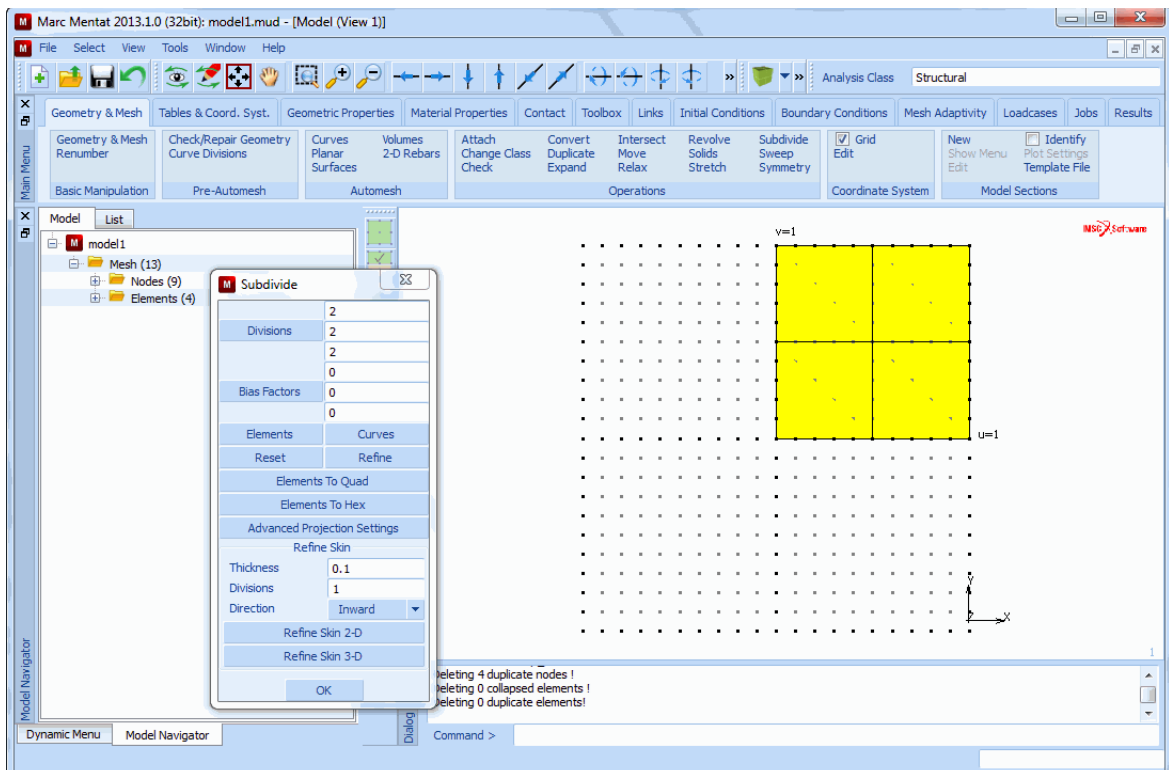 Marc Mentat 2013.1.0 (32bit): model1.mud - [Model (View 1)]
File Select View Tools Window Help
» » Analysis Class Structural
Geometry & Mesh Tables & Coord. Syst. Geometric Properties Material Properties Contact Toolbox Links Initial Conditions Boundary Conditions Mesh Adaptivity Loadcases Jobs Results
Main Menu
Geometry & Mesh Check/Repair Geometry Curves Volumes Attach Convert Intersect Revolve Subdivide Grid New Identify
Renumber Curve Divisions Planar 2-D Rebars Change Class Duplicate Move Solids Sweep Edit Show Menu Plot Settings
Surfaces Check Expand Relax Stretch Symmetry Edit Template File
Basic Manipulation Pre-Automesh Automesh Operations Coordinate System Model Sections
Model List
model1
Mesh (13)
Nodes (9)
Elements (4)
Subdivide
2
Divisions 2
2
0
Bias Factors 0
0
Elements Curves
Reset Refine
Elements To Quad
Elements To Hex
Advanced Projection Settings
Refine Skin
Thickness 0.1
Divisions 1
Direction Inward
Refine Skin 2-D
Refine Skin 3-D
OK
v=1
MSC Software
u=1
Y
Z X
1
Model Navigator
Deleting 4 duplicate nodes !
Deleting 0 collapsed elements !
Deleting 0 duplicate elements!
Dialog
Command >
Dynamic Menu Model Navigator